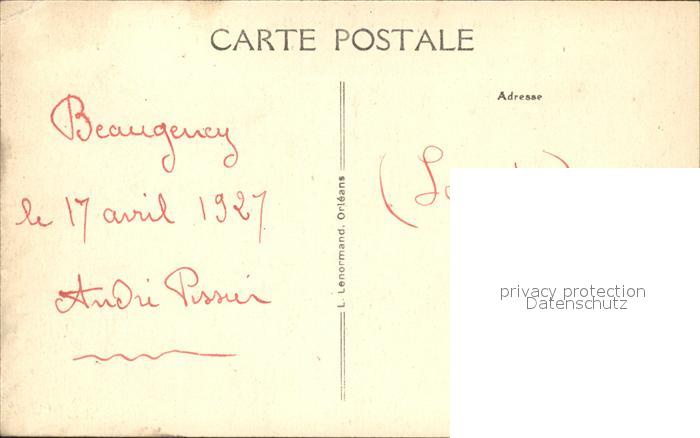 CARTE POSTALE
Beaugency
le 17 avril 1927
André Pissier
L. Lenormand, Orléans
Adresse
privacy protection
Datenschutz